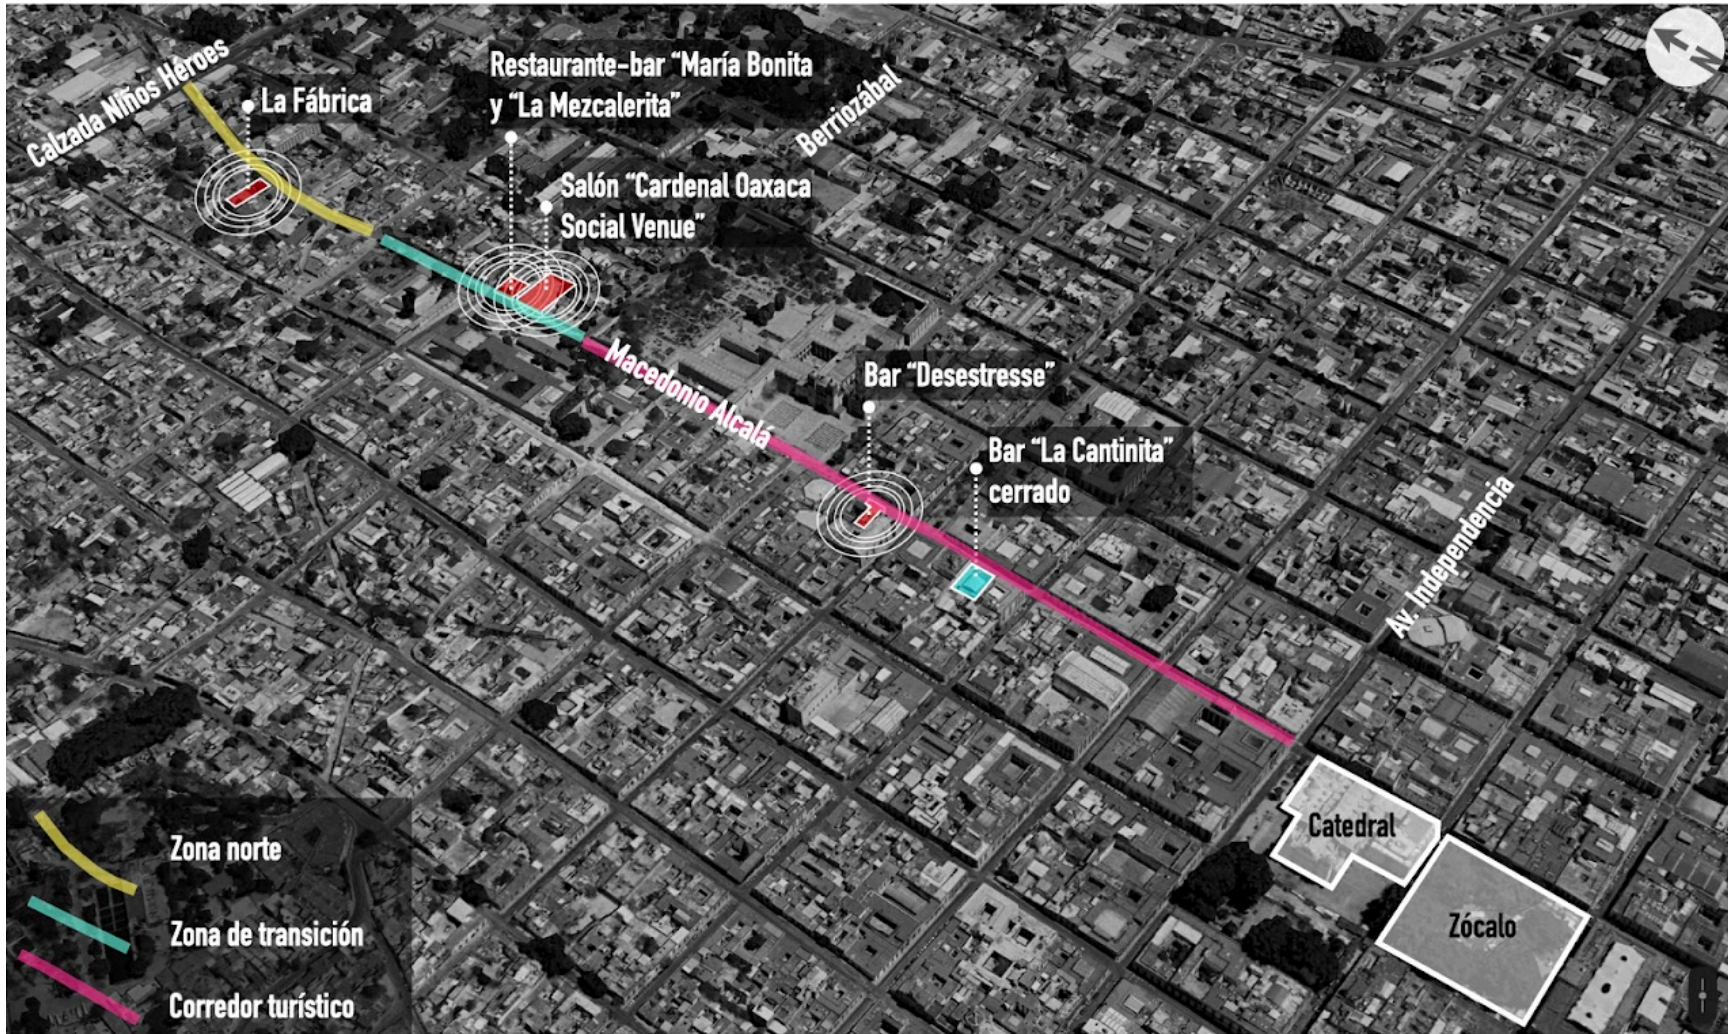 Calzada Niños Héroes
La Fábrica
Restaurante-bar “María Bonita
y “La Mezcalerita”
Salón “Cardenal Oaxaca
Social Venue”
Berriozábal
N
Macedonio Alcalá
Bar “Desestresse”
Bar “La Cantinita”
cerrado
Av. Independencia
Catedral
Zócalo
Zona norte
Zona de transición
Corredor turístico